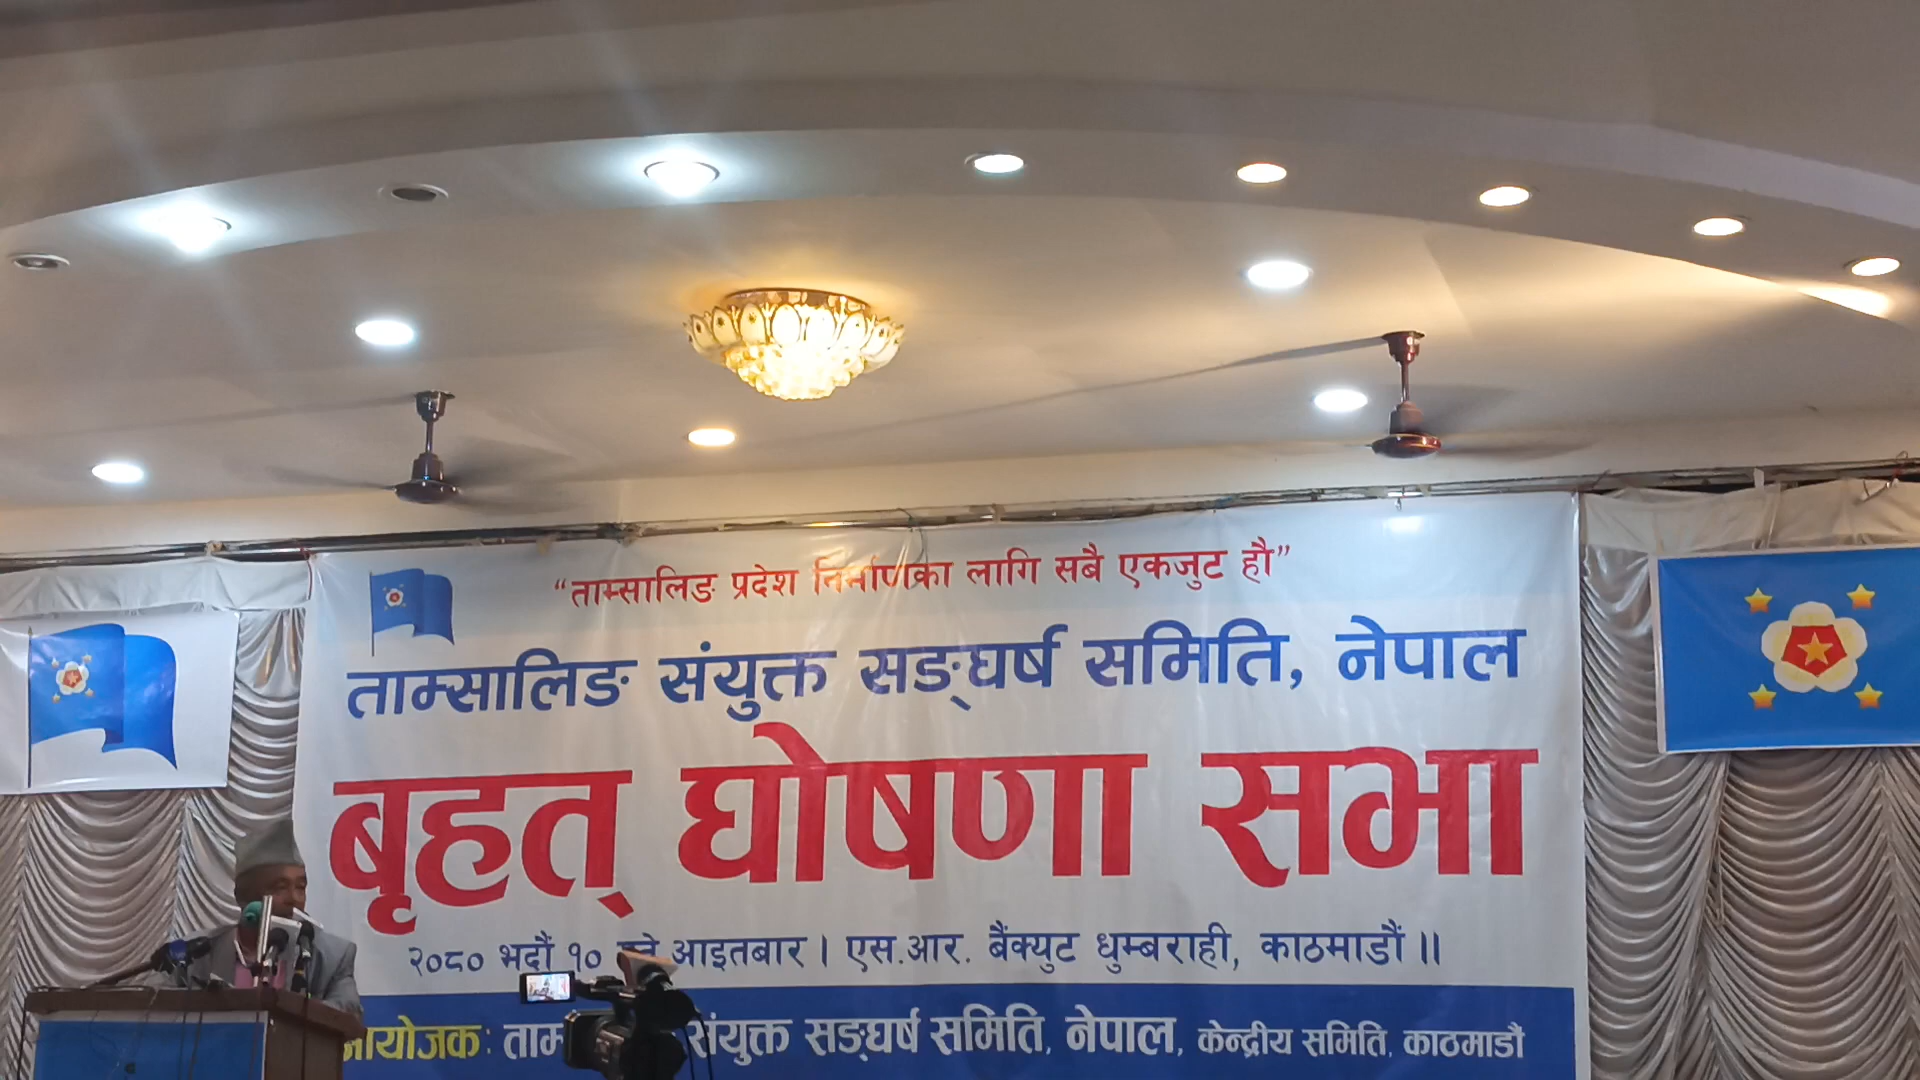 “ताम्सालिङ प्रदेश निर्माणका लागि सबै एकजुट हौ”
ताम्सालिङ संयुक्त सङ्घर्ष समिति, नेपाल
बृहत् घोषणा सभा
२०८० भदौं १० आइतबार । एस.आर. बैंक्युट धुम्बराही, काठमाडौं ॥
सङ्घर्ष समिति, नेपाल, केन्द्रीय समिति, काठमाडौं